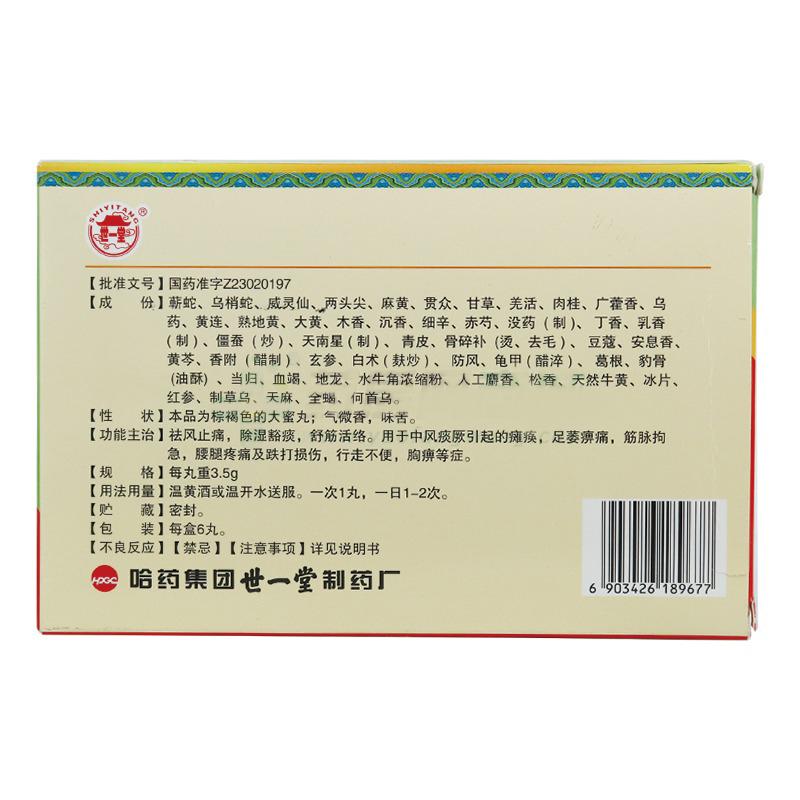 SHIYITANG
世一堂
®
【批准文号】国药准字Z23020197
【成　份】蕲蛇、乌梢蛇、威灵仙、两头尖、麻黄、贯众、甘草、羌活、肉桂、广藿香、乌
药、黄连、熟地黄、大黄、木香、沉香、细辛、赤芍、没药（制）、丁香、乳香
（制）、僵蚕（炒）、天南星（制）、青皮、骨碎补（烫、去毛）、豆蔻、安息香、
黄芩、香附（醋制）、玄参、白术（麸炒）、防风、龟甲（醋淬）、葛根、豹骨
（油酥）、当归、血竭、地龙、水牛角浓缩粉、人工麝香、松香、天然牛黄、冰片、
红参、制草乌、天麻、全蝎、何首乌。
【性　状】本品为棕褐色的大蜜丸；气微香，味苦。
【功能主治】祛风止痛，除湿豁痰，舒筋活络。用于中风痰厥引起的瘫痪，足萎痹痛，筋脉拘
急，腰腿疼痛及跌打损伤，行走不便，胸痹等症。
【规　格】每丸重3.5g
【用法用量】温黄酒或温开水送服。一次1丸，一日1-2次。
【贮　藏】密封。
【包　装】每盒6丸。
【不良反应】【禁忌】【注意事项】详见说明书
HPGC 哈药集团世一堂制药厂
6 903426 189677